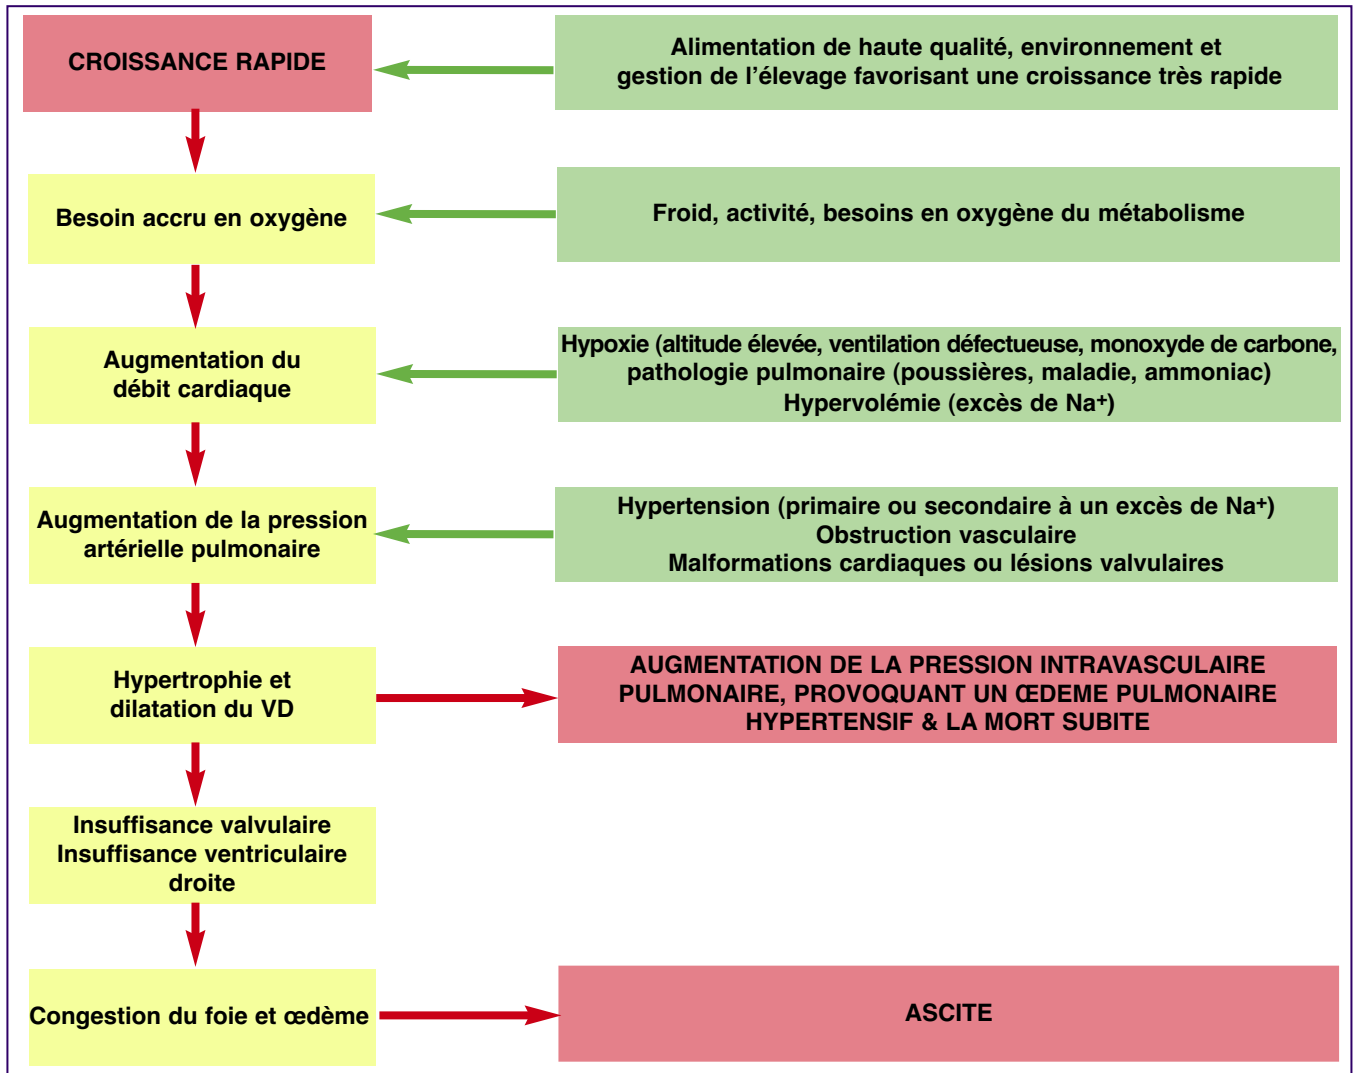 CROISSANCE RAPIDE
Alimentation de haute qualité, environnement et
gestion de l'élevage favorisant une croissance très rapide
Besoin accru en oxygène
Froid, activité, besoins en oxygène du métabolisme
Augmentation du
débit cardiaque
Hypoxie (altitude élevée, ventilation défectueuse, monoxyde de carbone,
pathologie pulmonaire (poussières, maladie, ammoniac)
Hypervolémie (excès de Na+)
Augmentation de la pression
artérielle pulmonaire
Hypertension (primaire ou secondaire à un excès de Na+)
Obstruction vasculaire
Malformations cardiaques ou lésions valvulaires
Hypertrophie et
dilatation du VD
AUGMENTATION DE LA PRESSION INTRAVASCULAIRE
PULMONAIRE, PROVOQUANT UN ŒDEME PULMONAIRE
HYPERTENSIF & LA MORT SUBITE
Insuffisance valvulaire
Insuffisance ventriculaire
droite
Congestion du foie et œdème
ASCITE